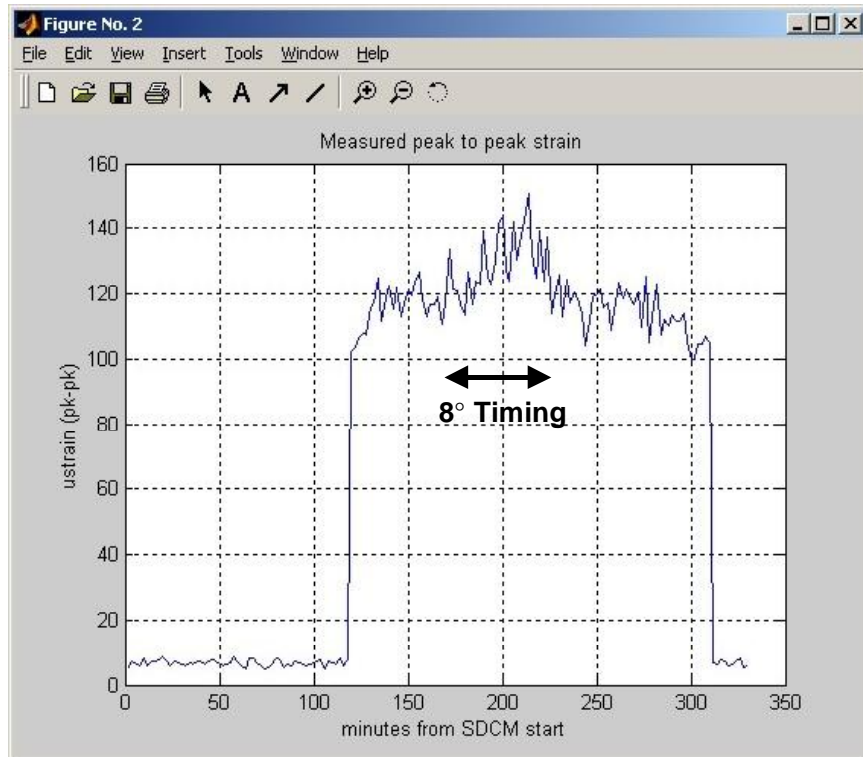 Figure No. 2
File Edit View Insert Tools Window Help
A
Measured peak to peak strain
160
140
120
100
80
60
40
20
0
ustrain (pk-pk)
8° Timing
0 50 100 150 200 250 300 350
minutes from SDCM start